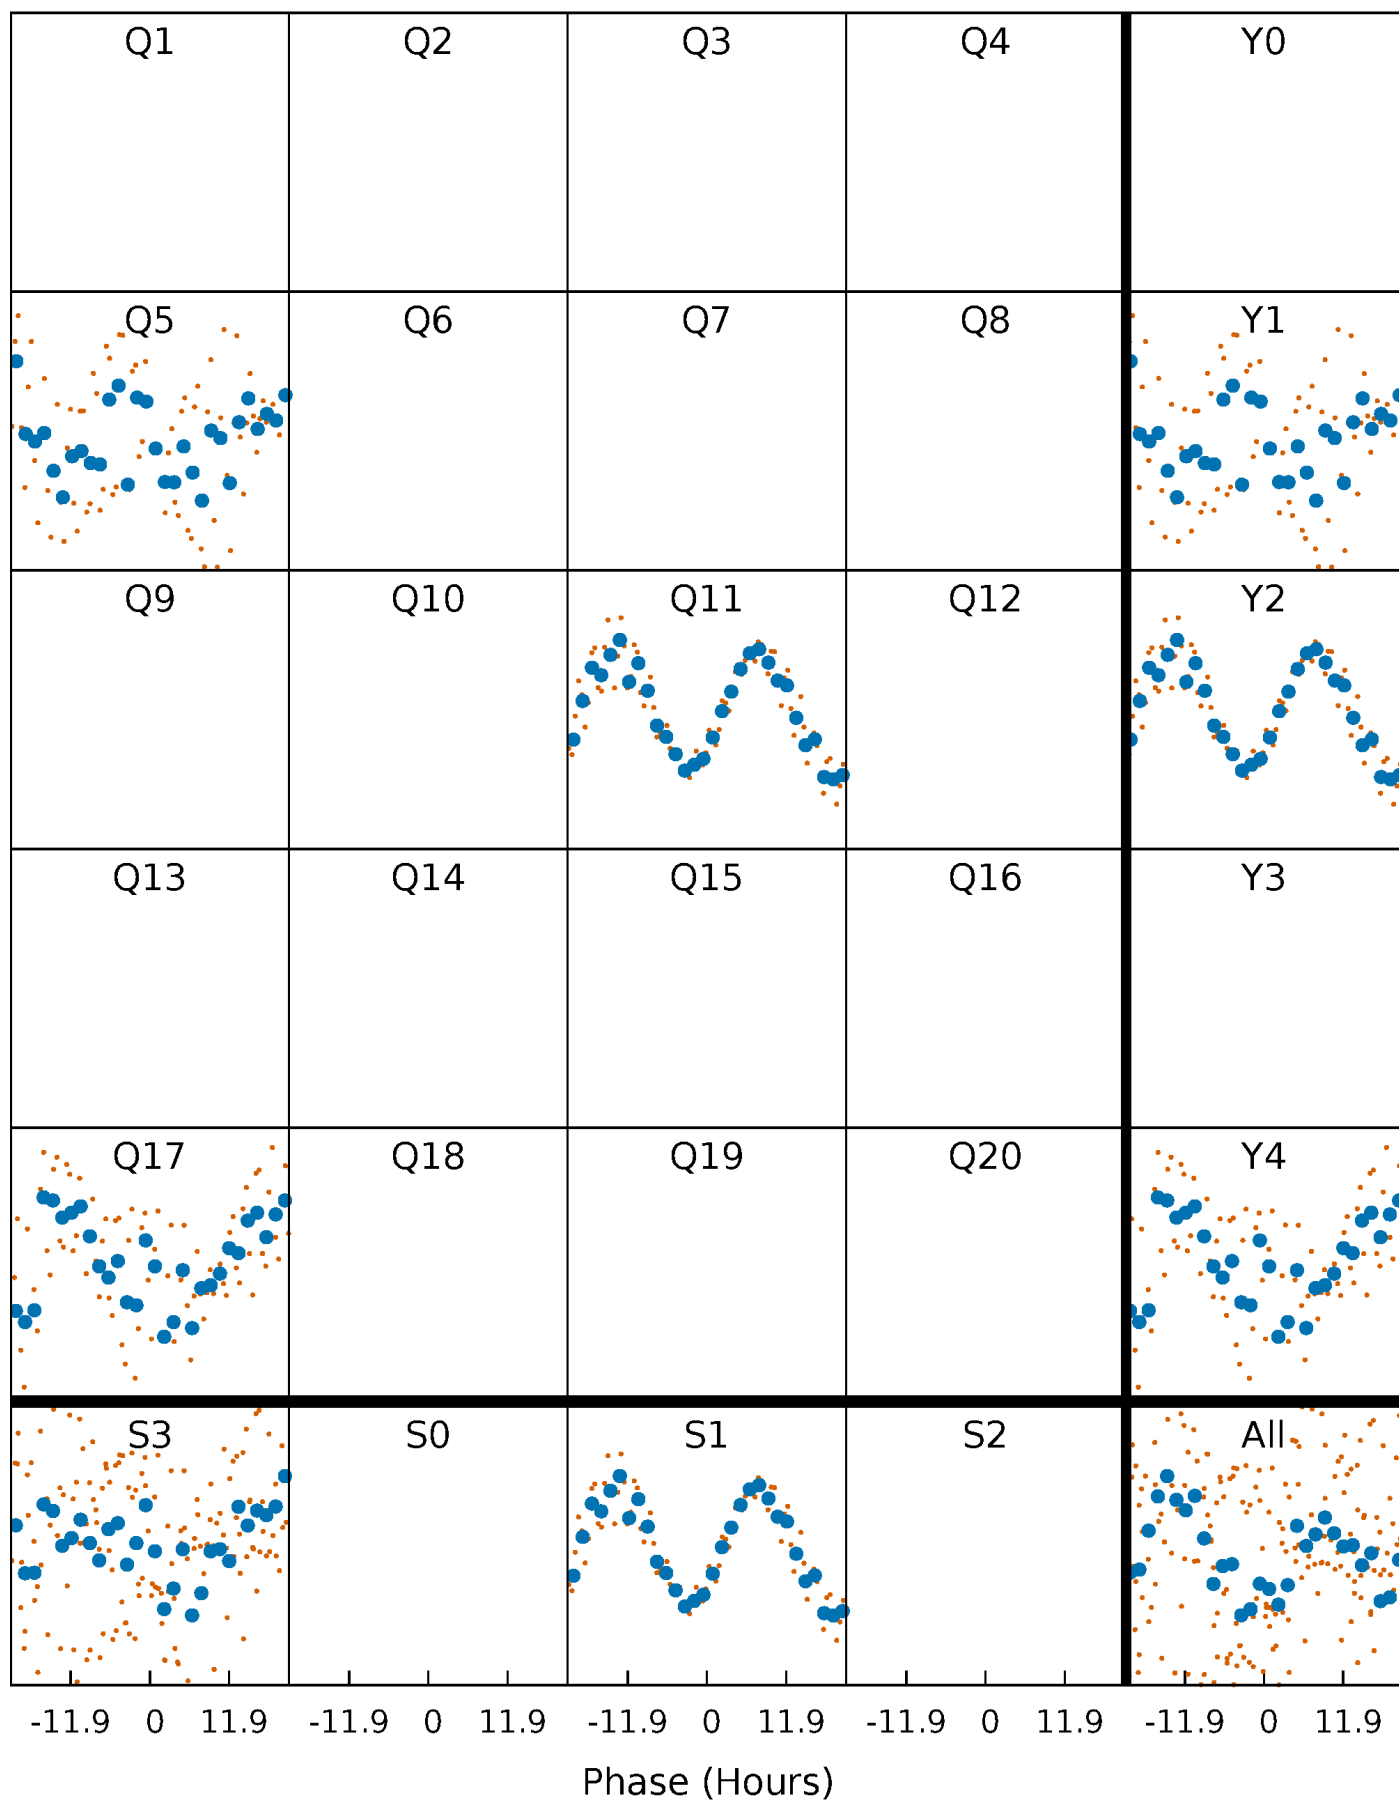 Q1 Q2 Q3 Q4 Y0
Q5 Q6 Q7 Q8 Y1
Q9 Q10 Q11 Q12 Y2
Q13 Q14 Q15 Q16 Y3
Q17 Q18 Q19 Q20 Y4
S3 S0 S1 S2 All
-11.9 0 11.9 -11.9 0 11.9 -11.9 0 11.9 -11.9 0 11.9 -11.9 0 11.9
Phase (Hours)